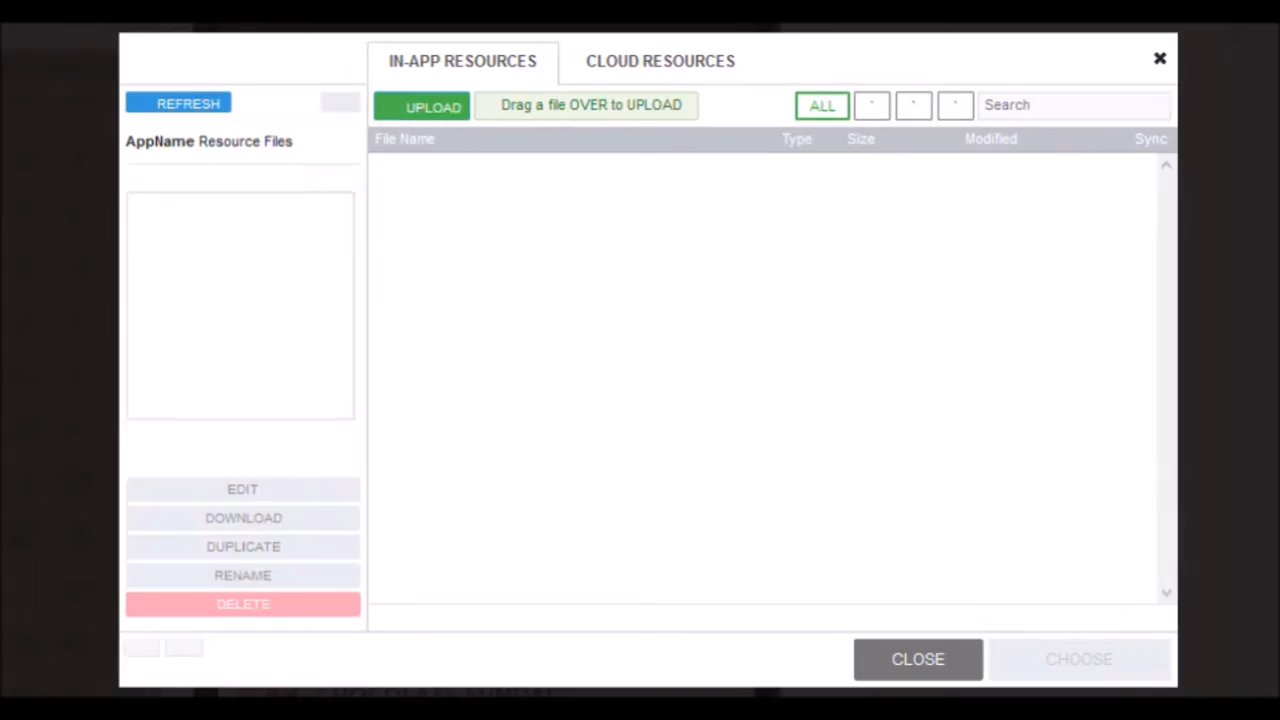 IN-APP RESOURCES CLOUD RESOURCES
REFRESH
UPLOAD Drag a file OVER to UPLOAD ALL Search
AppName Resource Files
File Name Type Size Modified Sync
EDIT
DOWNLOAD
DUPLICATE
RENAME
DELETE
CLOSE CHOOSE